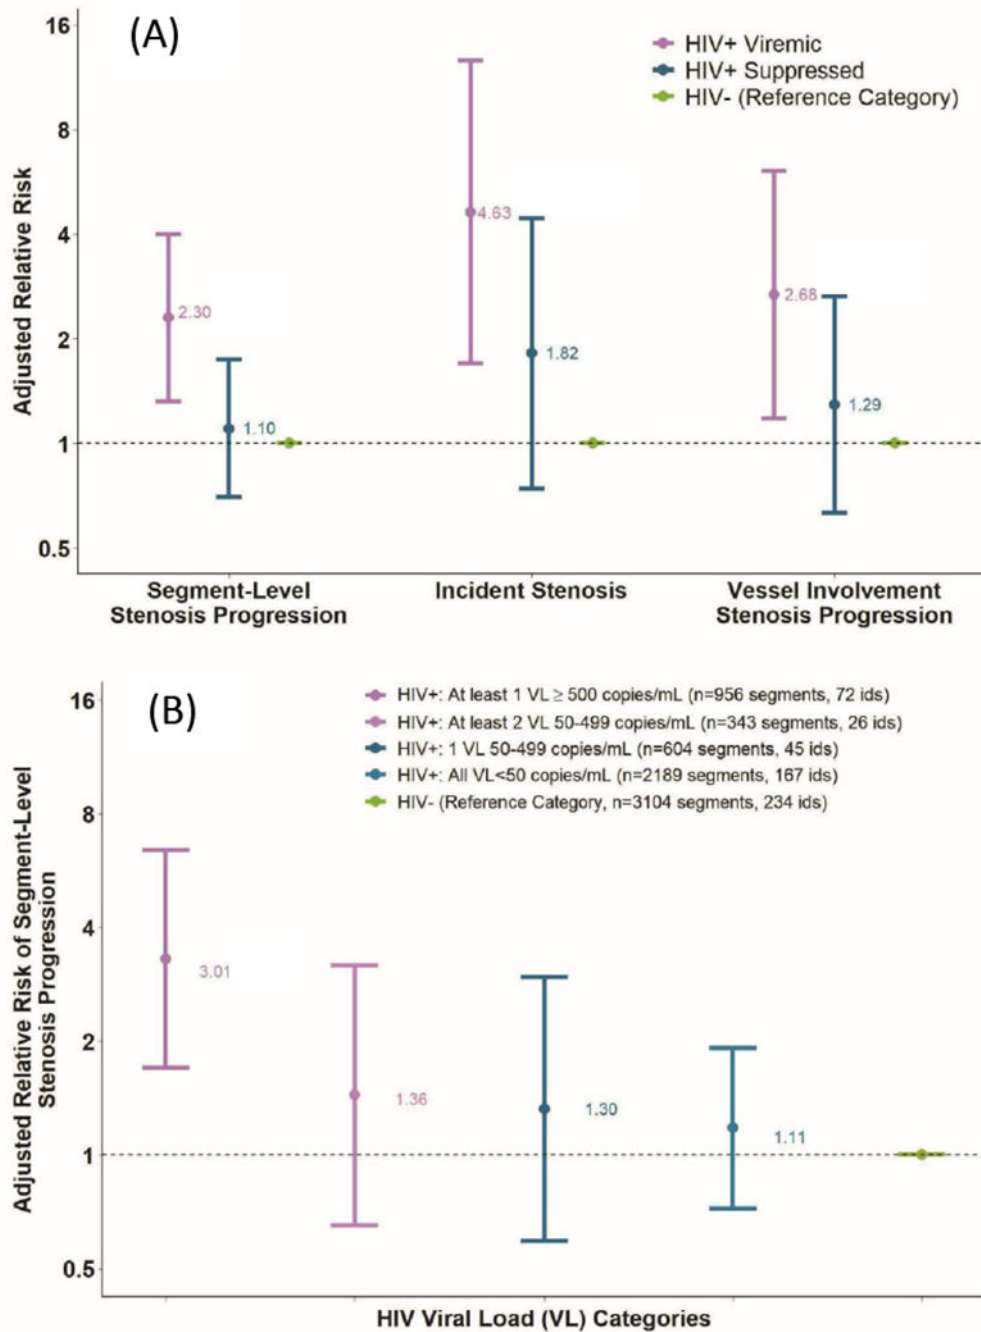 (A)
HIV+ Viremic
HIV+ Suppressed
HIV- (Reference Category)
Adjusted Relative Risk
16
8
4
2
1
0.5
2.30
1.10
4.63
1.82
2.68
1.29
Segment-Level
Stenosis Progression
Incident Stenosis
Vessel Involvement
Stenosis Progression
(B)
HIV+: At least 1 VL ≥ 500 copies/mL (n=956 segments, 72 ids)
HIV+: At least 2 VL 50-499 copies/mL (n=343 segments, 26 ids)
HIV+: 1 VL 50-499 copies/mL (n=604 segments, 45 ids)
HIV+: All VL<50 copies/mL (n=2189 segments, 167 ids)
HIV- (Reference Category, n=3104 segments, 234 ids)
Adjusted Relative Risk of Segment-Level
Stenosis Progression
16
8
4
2
1
0.5
3.01
1.36
1.30
1.11
HIV Viral Load (VL) Categories